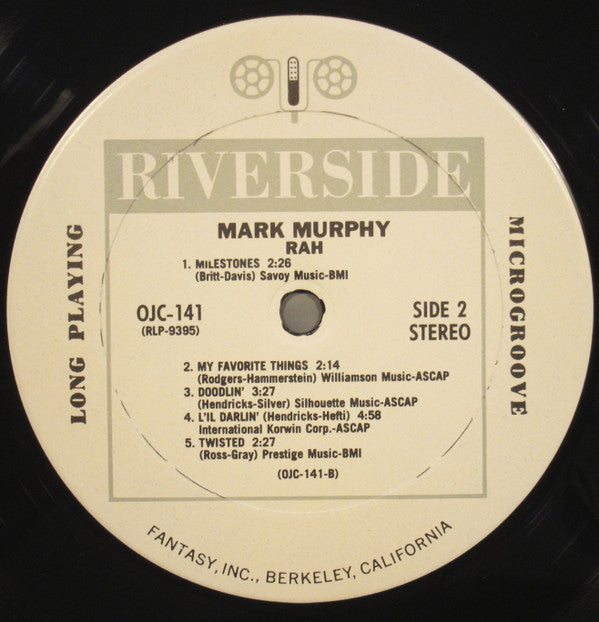 RIVERSIDE
LONG PLAYING
MICROGROOVE
MARK MURPHY
RAH
1. MILESTONES 2:26
(Britt-Davis) Savoy Music-BMI
OJC-141
(RLP-9395)
SIDE 2
STEREO
2. MY FAVORITE THINGS 2:14
(Rodgers-Hammerstein) Williamson Music-ASCAP
3. DOODLIN' 3:27
(Hendricks-Silver) Silhouette Music-ASCAP
4. L'IL DARLIN' (Hendricks-Hefti) 4:58
International Korwin Corp.-ASCAP
5. TWISTED 2:27
(Ross-Gray) Prestige Music-BMI
(OJC-141-B)
FANTASY, INC., BERKELEY, CALIFORNIA